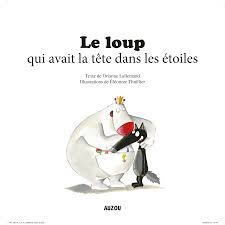 Le loup
qui avait la tête dans les étoiles
Texte de Orianne Lallemand
Illustrations de Éléonore Thuillier
AUZOU